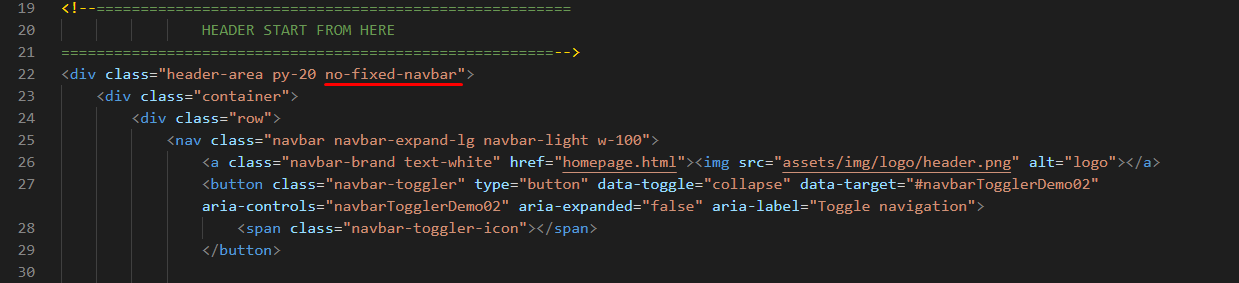 19 <!--======================================================
20 HEADER START FROM HERE
21 ========================================================-->
22 <div class="header-area py-20 no-fixed-navbar">
23 <div class="container">
24 <div class="row">
25 <nav class="navbar navbar-expand-lg navbar-light w-100">
26 <a class="navbar-brand text-white" href="homepage.html"><img src="assets/img/logo/header.png" alt="logo"></a>
27 <button class="navbar-toggler" type="button" data-toggle="collapse" data-target="#navbarTogglerDemo02"
aria-controls="navbarTogglerDemo02" aria-expanded="false" aria-label="Toggle navigation">
28 <span class="navbar-toggler-icon"></span>
29 </button>
30